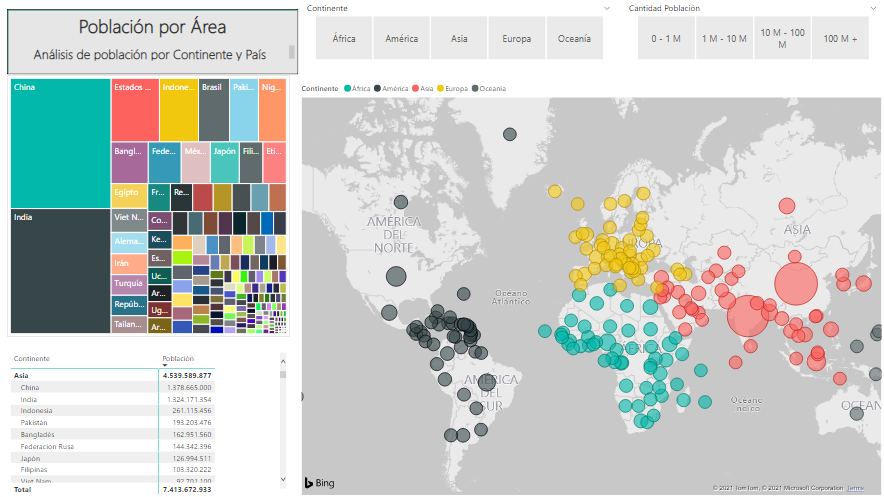 Población por Área
Análisis de población por Continente y País
Continente
África
América
Asia
Europa
Oceanía
Cantidad Población
0 - 1 M
1 M - 10 M
10 M - 100
M
100 M +
China
India
Estados ...
Indone...
Brasil
Paki...
Nig...
Bangl...
Fede...
Méx...
Japón
Fili...
Eti...
Egipto
Fr...
Re...
Viet N...
Co...
Alema...
Ke...
Irán
Es...
Turquía
Uc...
Ar...
Repúb...
Ug...
Tailan...
Ar...
Continente África América Asia Europa Oceanía
AMÉRICA
DEL
NORTE
Océano
Atlántico
ASIA
AMÉRICA
DEL
SUR
Océano
OCEAN
Bing
© 2021 TomTom, © 2021 Microsoft Corporation Terms
Continente Población
Asia 4.539.589.877
China 1.378.665.000
India 1.324.171.354
Indonesia 261.115.456
Pakistán 193.203.476
Bangladés 162.951.560
Federacion Rusa 144.342.396
Japón 126.994.511
Filipinas 103.320.222
Viet Nam 92.701.100
Total 7.413.672.933